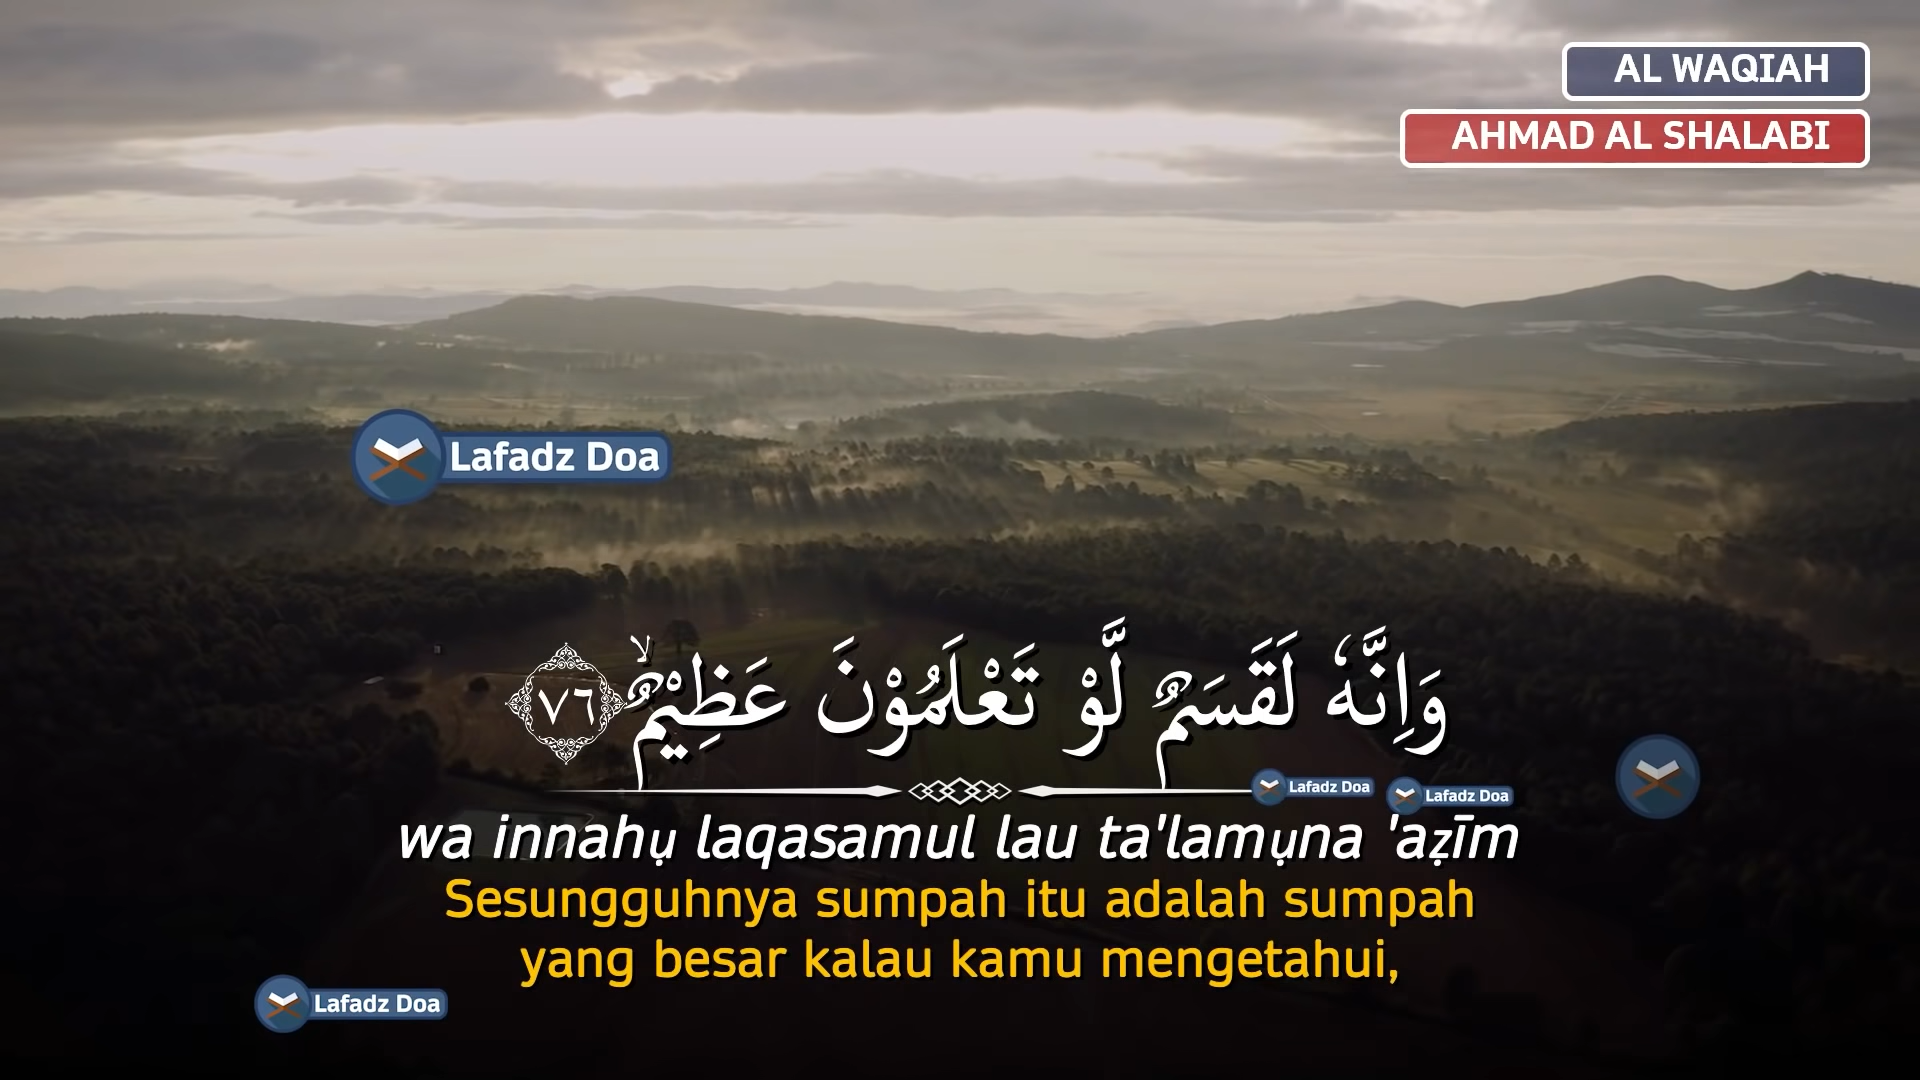 AL WAQIAH
AHMAD AL SHALABI
Lafadz Doa
وَاِنَّهٗ لَقَسَمٌ لَّوْ تَعْلَمُوْنَ عَظِيْمٌۙ ٧٦
Lafadz Doa
Lafadz Doa
wa innahụ laqasamul lau ta'lamụna 'aẓīm
Sesungguhnya sumpah itu adalah sumpah
yang besar kalau kamu mengetahui,
Lafadz Doa